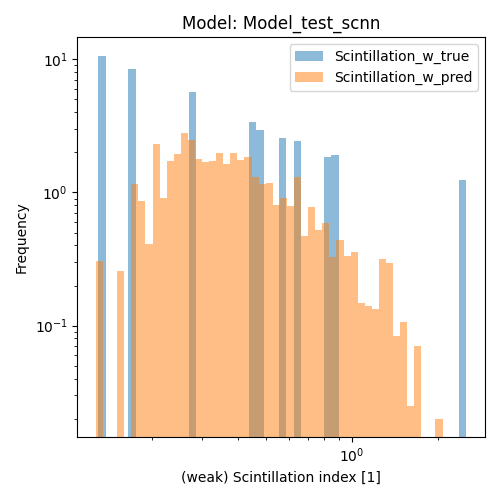 Model: Model_test_scnn
Scintillation_w_true
Scintillation_w_pred
10¹
10⁰
10⁻¹
Frequency
10⁰
(weak) Scintillation index [1]